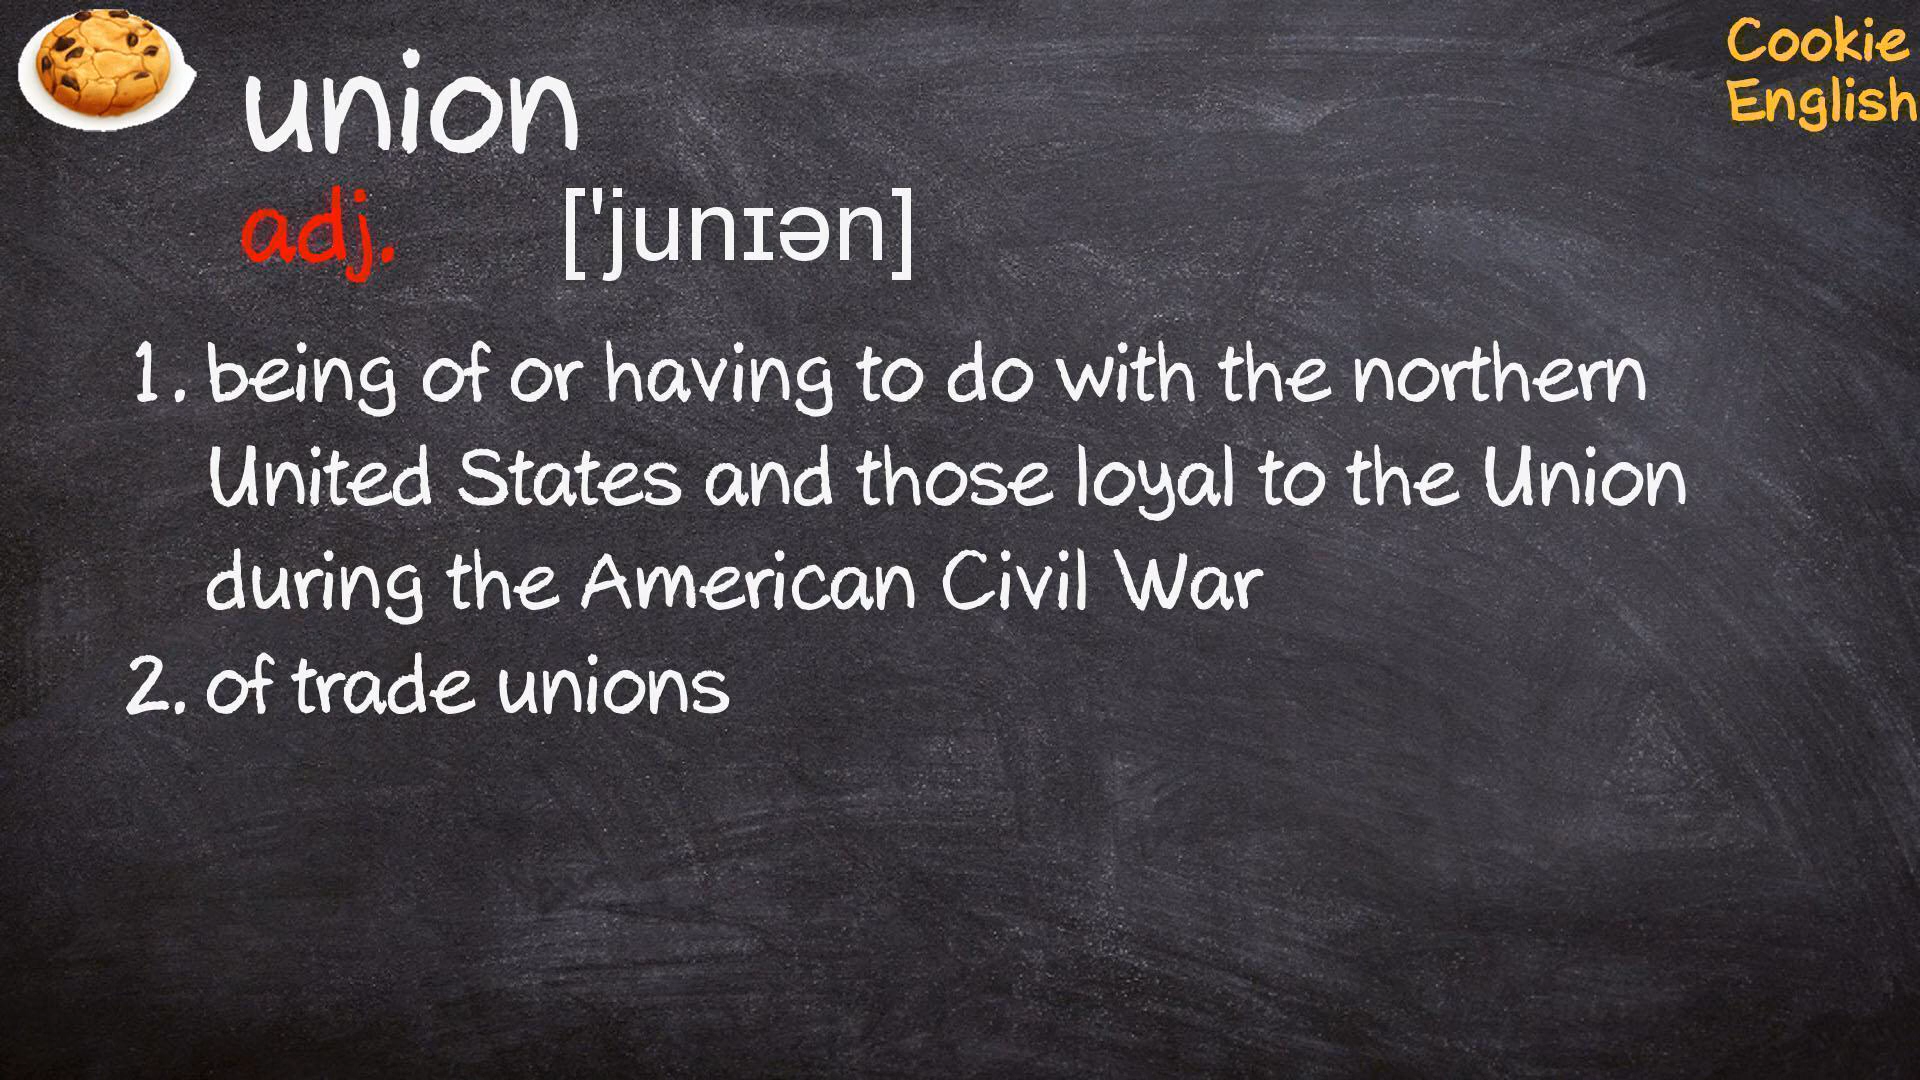 union
Cookie
English
adj. ['junɪən]
1. being of or having to do with the northern
United States and those loyal to the Union
during the American Civil War
2. of trade unions